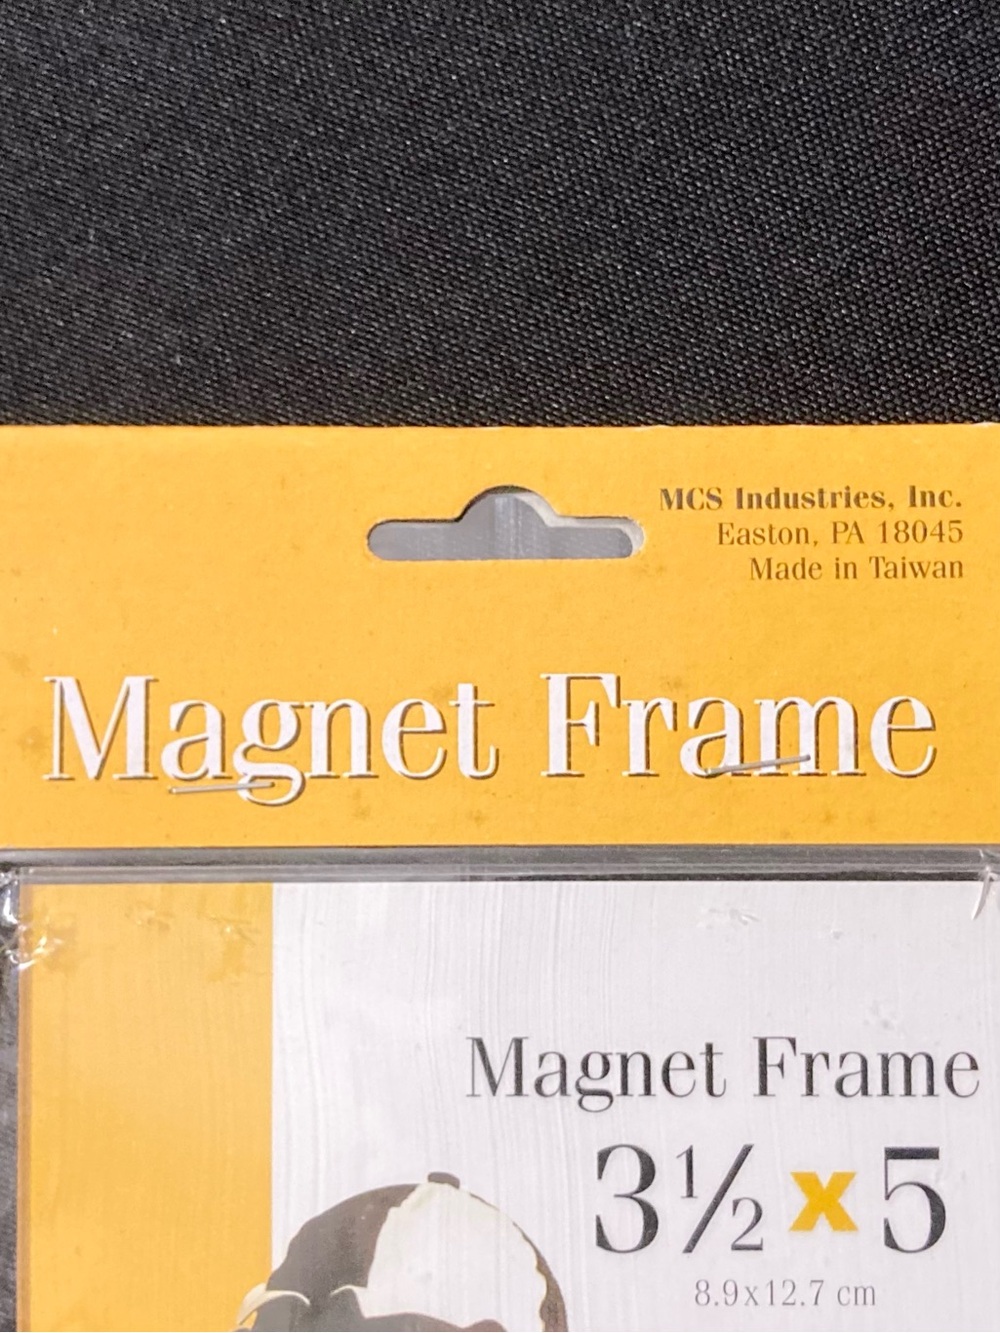 MCS Industries, Inc.
Easton, PA 18045
Made in Taiwan
Magnet Frame
Magnet Frame
3½ x 5
8.9x12.7 cm